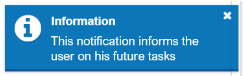 Information
This notification informs the
user on his future tasks